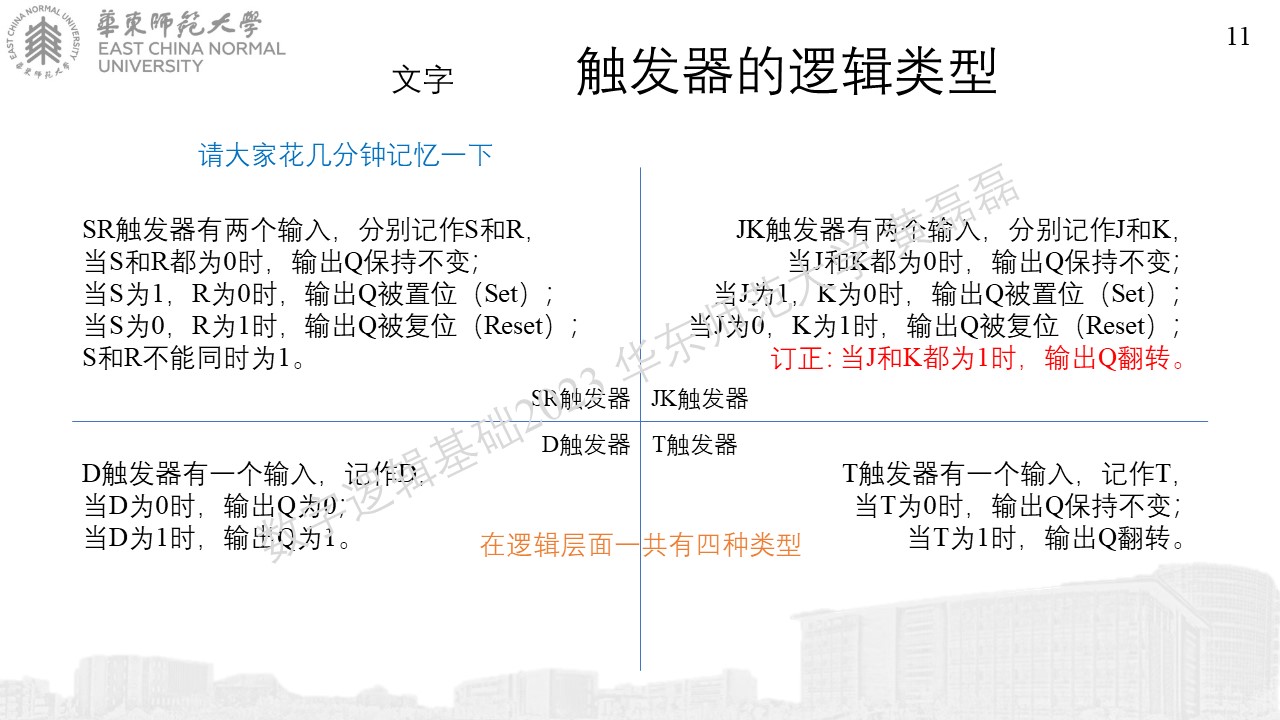 EAST CHINA NORMAL UNIVERSITY
華東師範大學
華東師範大學
EAST CHINA NORMAL
UNIVERSITY
11
文字
触发器的逻辑类型
请大家花几分钟记忆一下
SR触发器有两个输入，分别记作S和R，
当S和R都为0时，输出Q保持不变；
当S为1，R为0时，输出Q被置位（Set）；
当S为0，R为1时，输出Q被复位（Reset）；
S和R不能同时为1。
SR触发器
JK触发器有两个输入，分别记作J和K，
当J和K都为0时，输出Q保持不变；
当J为1，K为0时，输出Q被置位（Set）；
当J为0，K为1时，输出Q被复位（Reset）；
订正：当J和K都为1时，输出Q翻转。
JK触发器
D触发器
D触发器有一个输入，记作D，
当D为0时，输出Q为0；
当D为1时，输出Q为1。
T触发器
T触发器有一个输入，记作T，
当T为0时，输出Q保持不变；
当T为1时，输出Q翻转。
在逻辑层面一共有四种类型
数字逻辑基础2023 华东师范大学 黄磊磊